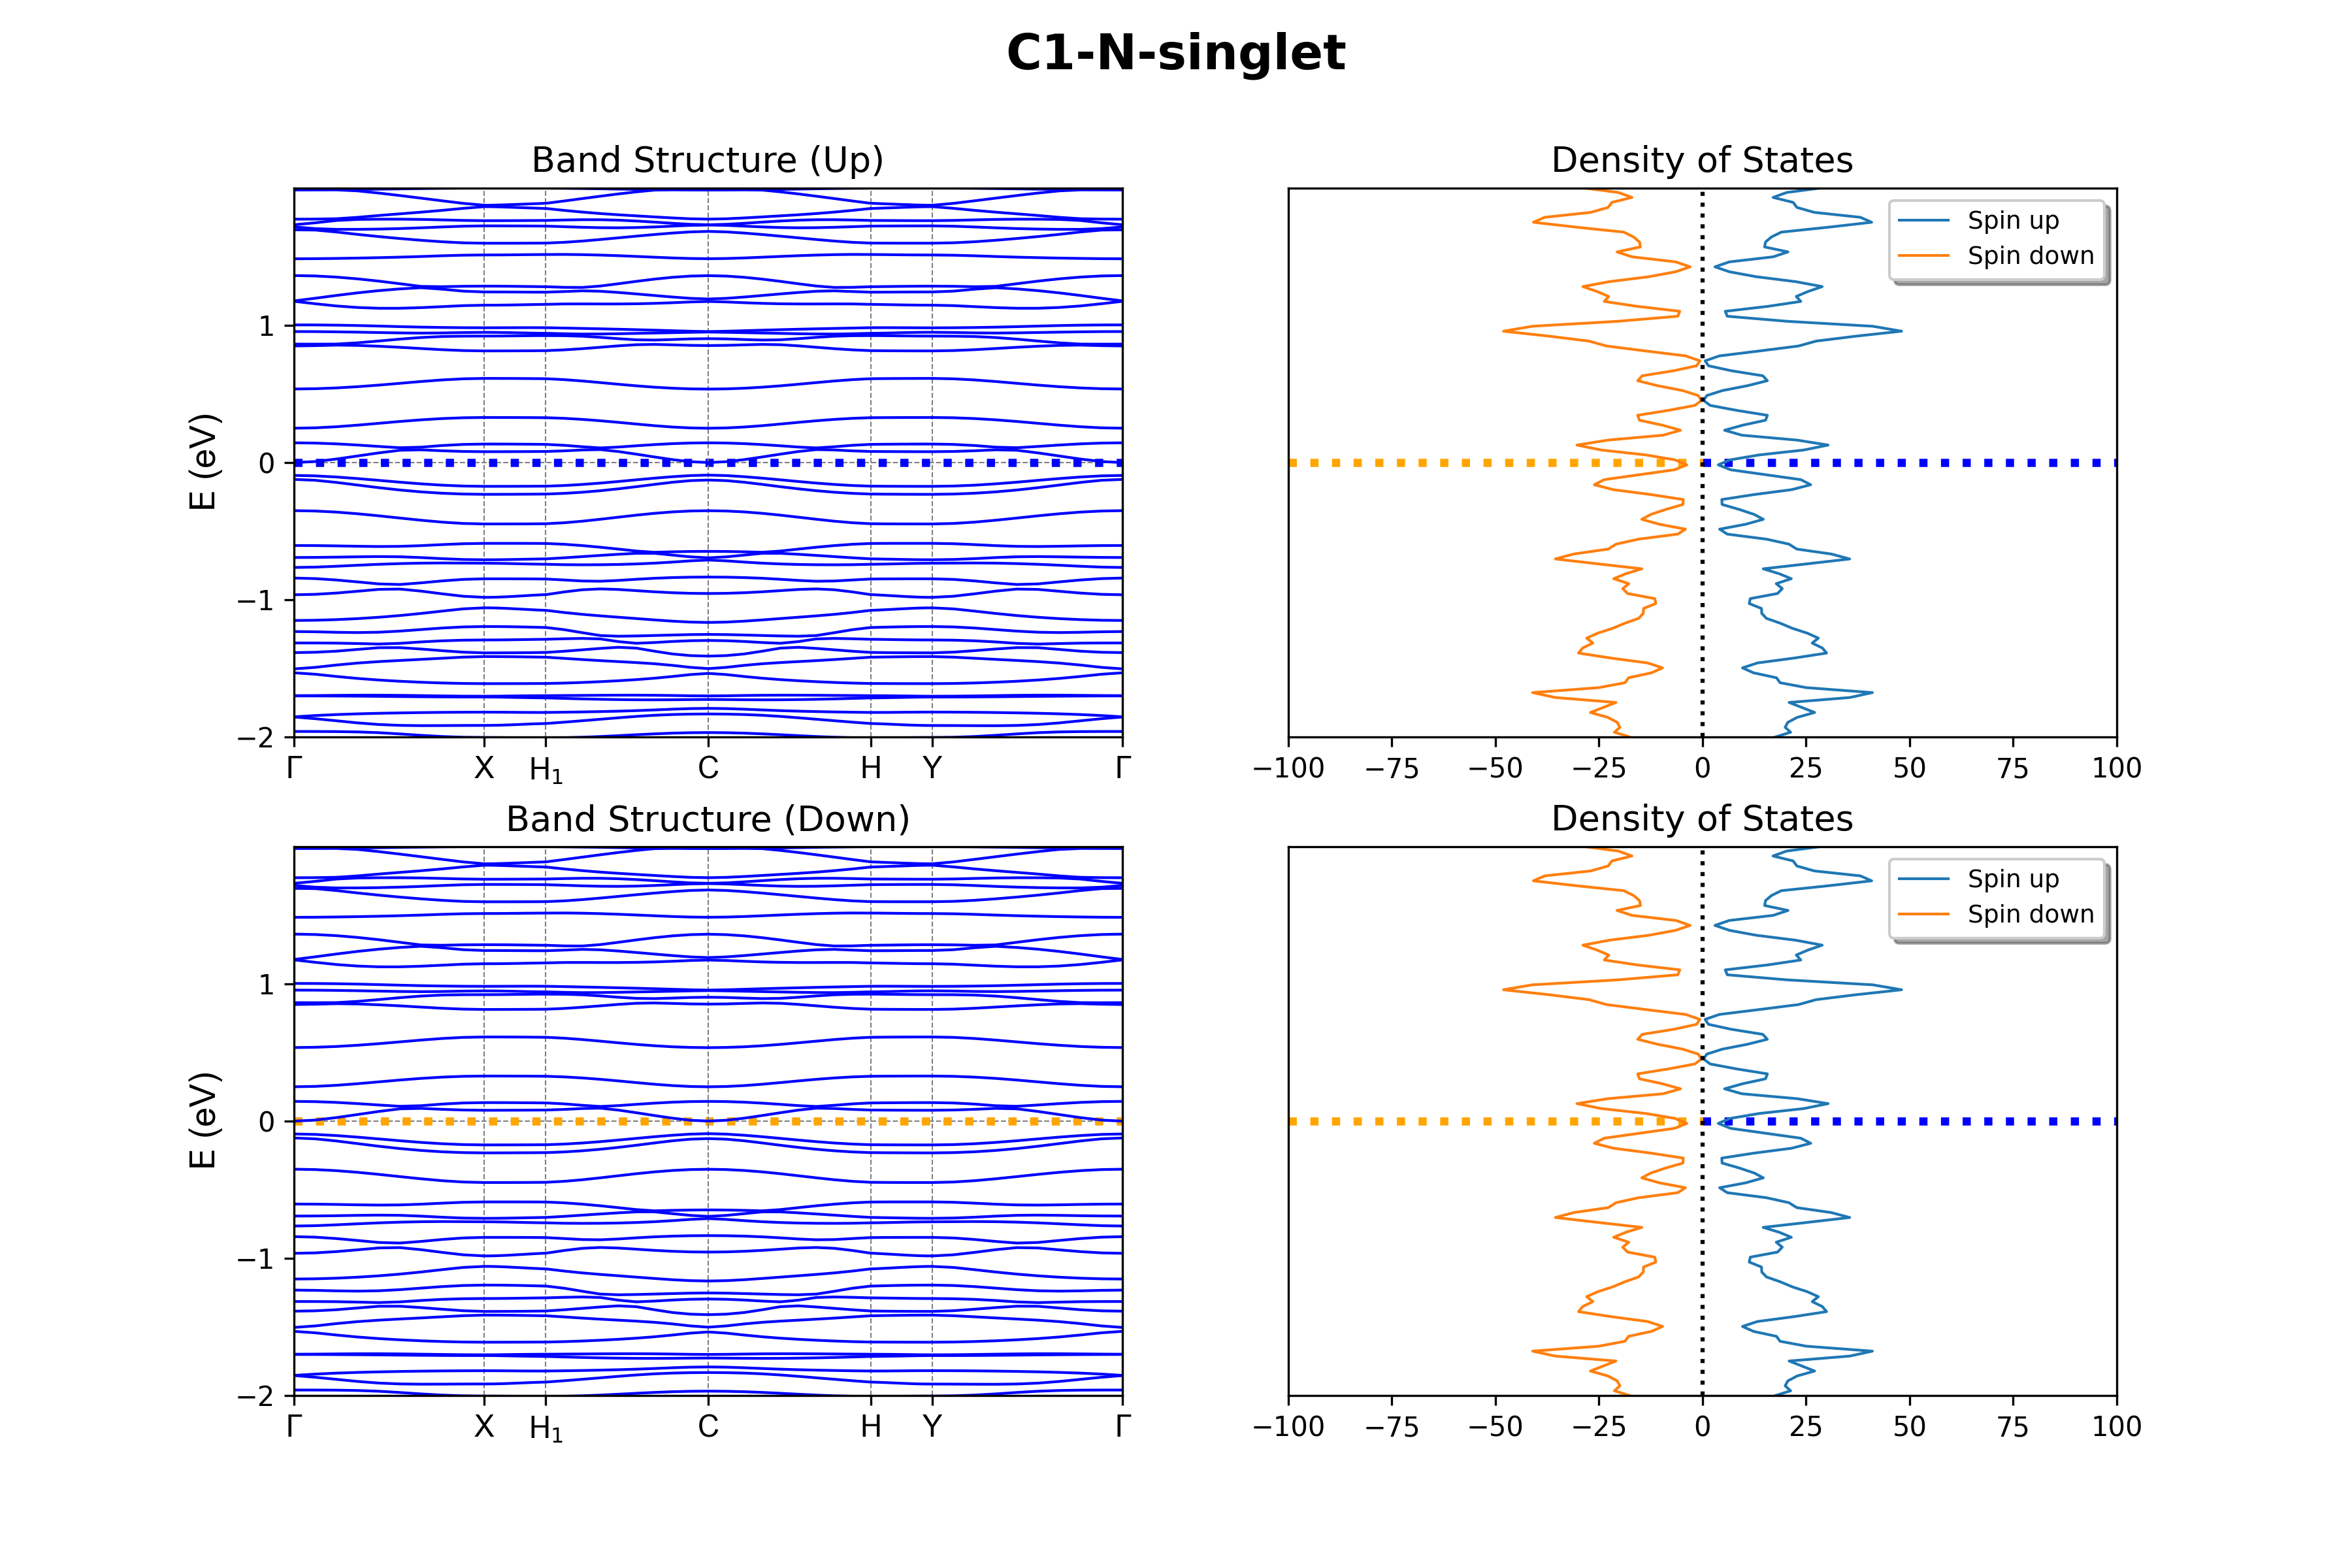 C1-N-singlet
Band Structure (Up)
E (eV)
1
0
−1
−2
Γ X H₁ C H Y Γ
Density of States
Spin up
Spin down
−100 −75 −50 −25 0 25 50 75 100
Band Structure (Down)
E (eV)
1
0
−1
−2
Γ X H₁ C H Y Γ
Density of States
Spin up
Spin down
−100 −75 −50 −25 0 25 50 75 100